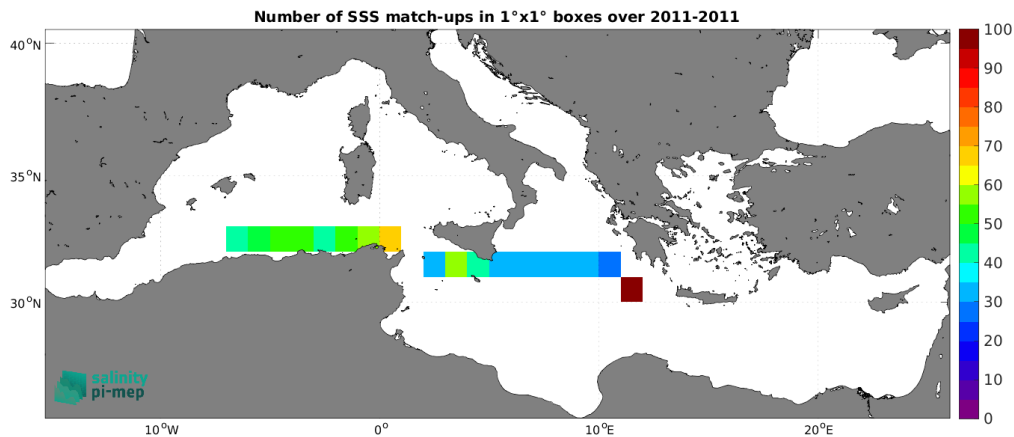 Number of SSS match-ups in 1°x1° boxes over 2011-2011
40°N
35°N
30°N
10°W
0°
10°E
20°E
100
90
80
70
60
50
40
30
20
10
0
salinity
pi-mep